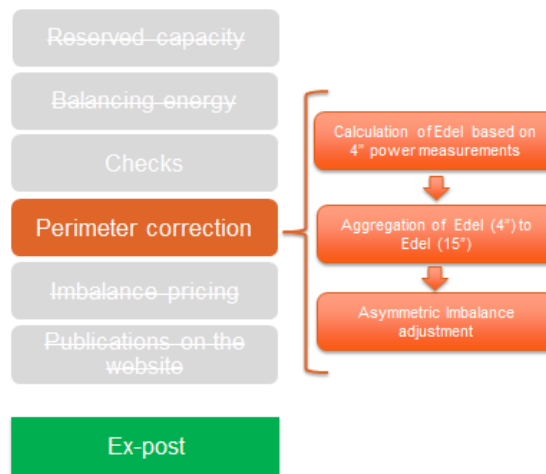 Reserved capacity
Balancing energy
Checks
Perimeter correction
Imbalance pricing
Publications on the
website
Ex-post
Calculation of Edel based on
4” power measurements
Aggregation of Edel (4”) to
Edel (15”)
Asymmetric Imbalance
adjustment